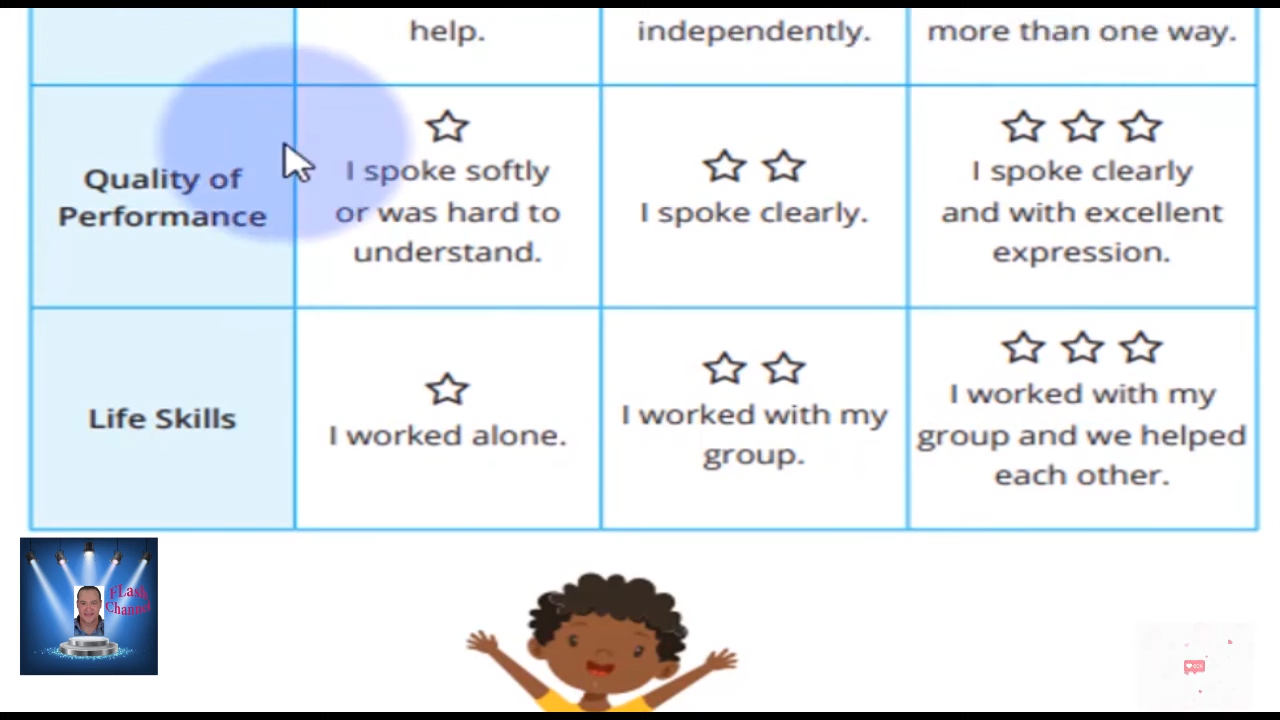 help.
independently.
more than one way.
Quality of
Performance
I spoke softly
or was hard to
understand.
I spoke clearly.
I spoke clearly
and with excellent
expression.
Life Skills
I worked alone.
I worked with my
group.
I worked with my
group and we helped
each other.
FLash
Channel